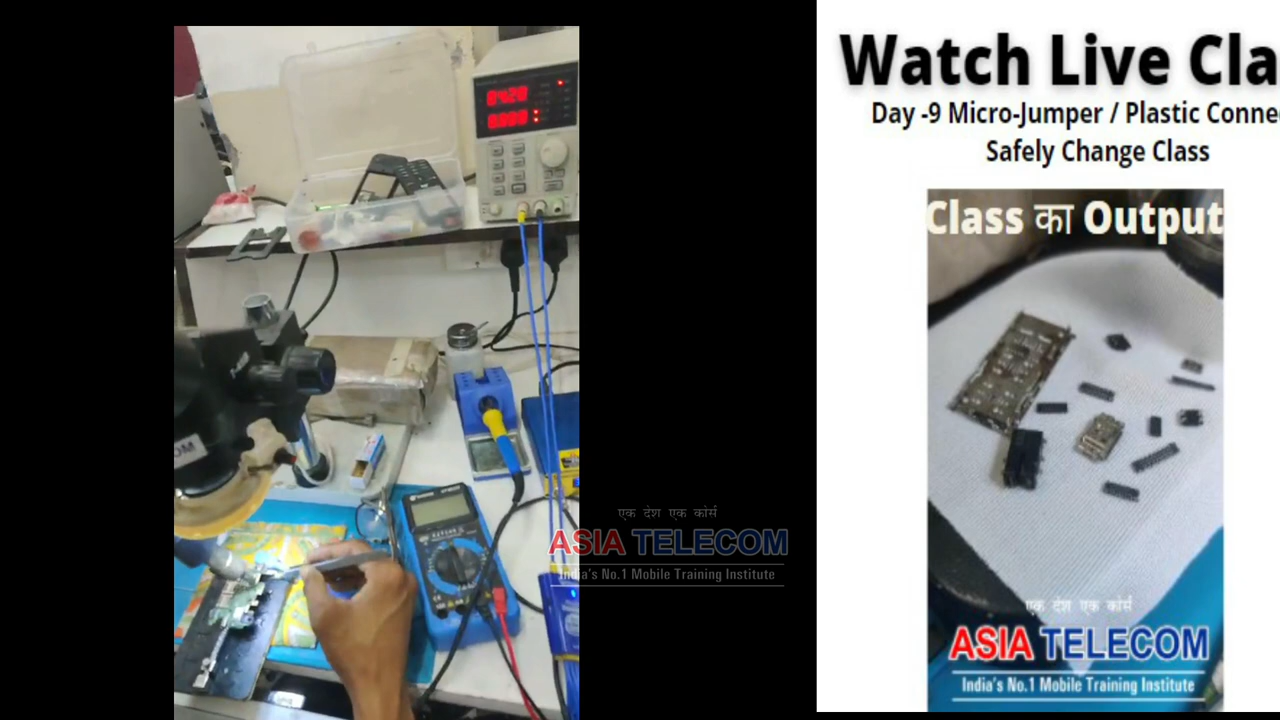 Watch Live Cla
Day -9 Micro-Jumper / Plastic Conne
Safely Change Class
Class का Output
एक देश एक कोर्स
ASIA TELECOM
India's No.1 Mobile Training Institute
एक देश एक कोर्स
ASIA TELECOM
India's No.1 Mobile Training Institute